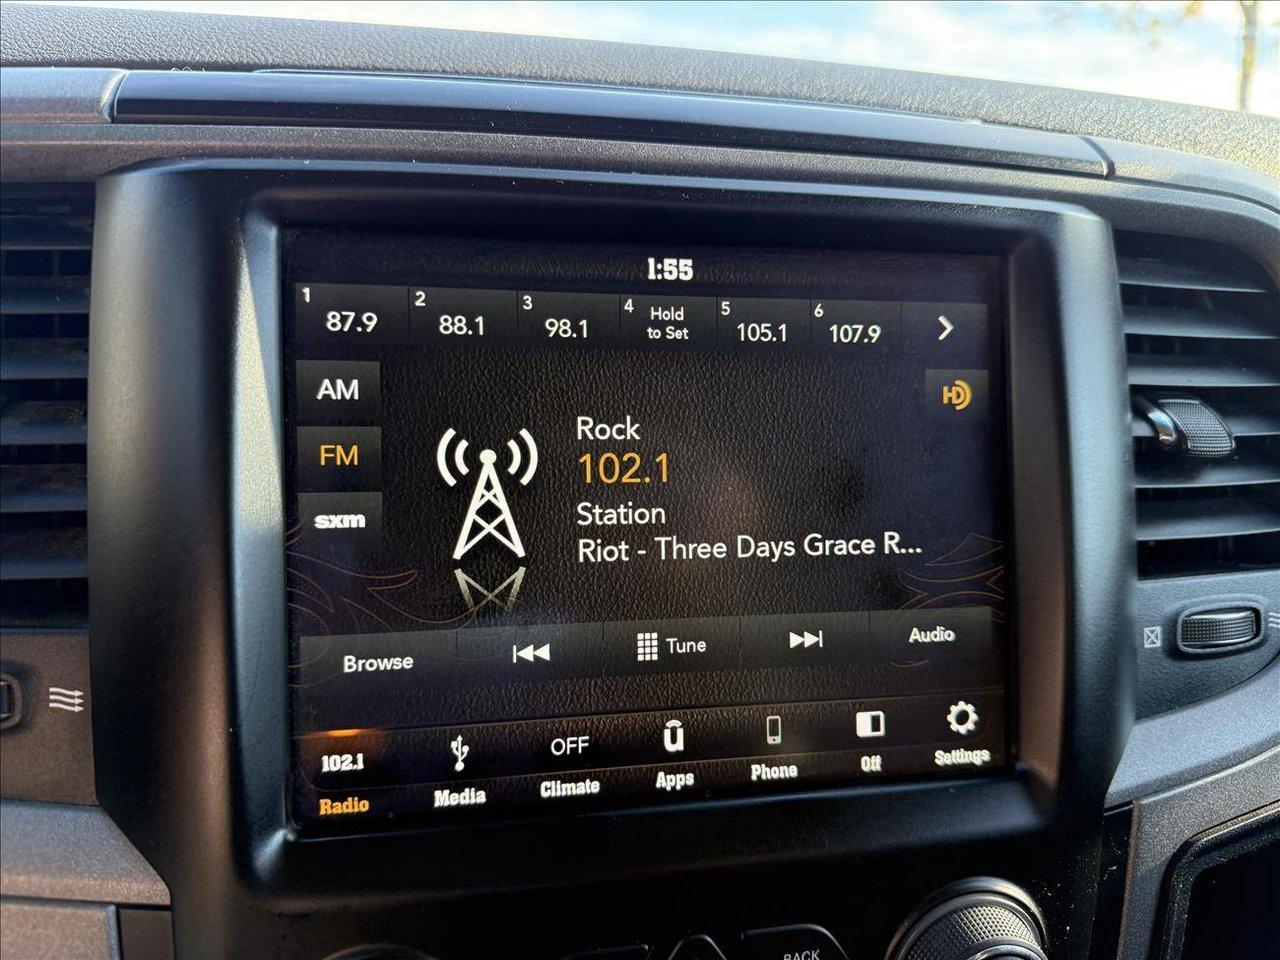 1:55
1 87.9 2 88.1 3 98.1 4 Hold to Set 5 105.1 6 107.9
AM
HD
Rock
FM
102.1
Station
sxm
Riot - Three Days Grace R...
Browse Tune Audio
102.1 OFF
Radio Media Climate Apps Phone Off Settings
BACK